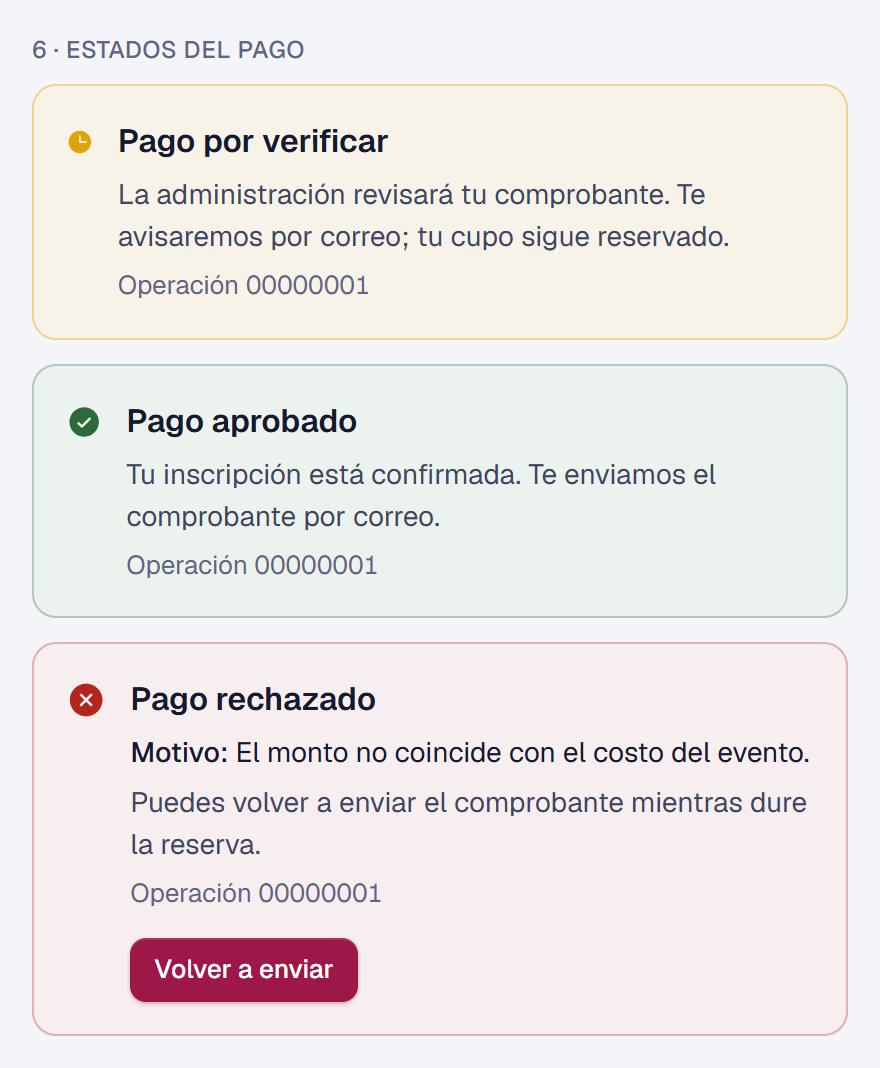 6 · ESTADOS DEL PAGO
Pago por verificar
La administración revisará tu comprobante. Te
avisaremos por correo; tu cupo sigue reservado.
Operación 00000001
Pago aprobado
Tu inscripción está confirmada. Te enviamos el
comprobante por correo.
Operación 00000001
Pago rechazado
Motivo: El monto no coincide con el costo del evento.
Puedes volver a enviar el comprobante mientras dure
la reserva.
Operación 00000001
Volver a enviar